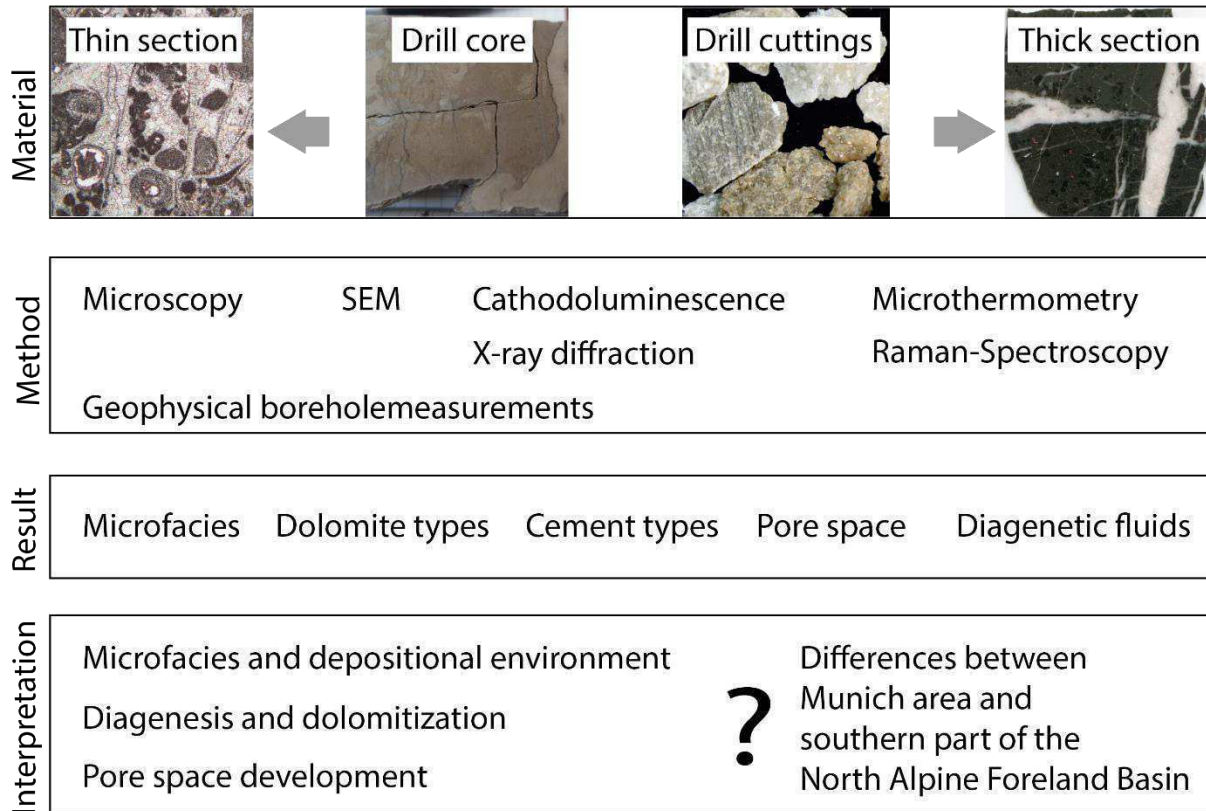 Material
Thin section
Drill core
Drill cuttings
Thick section
Method
Microscopy
SEM
Cathodoluminescence
Microthermometry
X-ray diffraction
Raman-Spectroscopy
Geophysical boreholemeasurements
Result
Microfacies
Dolomite types
Cement types
Pore space
Diagenetic fluids
Interpretation
Microfacies and depositional environment
Diagenesis and dolomitization
Pore space development
?
Differences between
Munich area and
southern part of the
North Alpine Foreland Basin